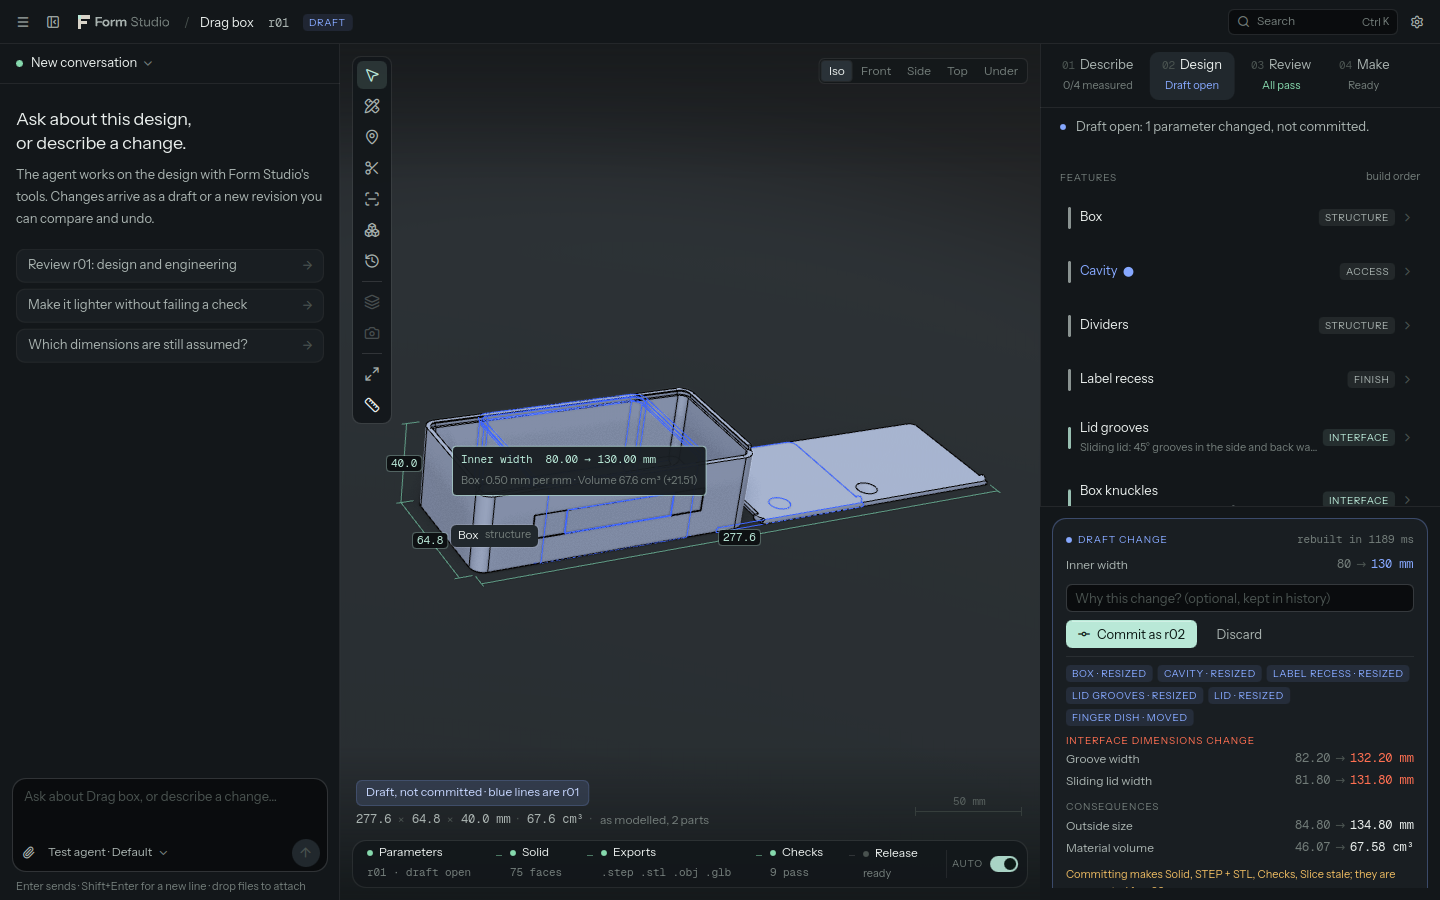 Form Studio / Drag box r01 DRAFT
Search Ctrl K
New conversation
Ask about this design,
or describe a change.
The agent works on the design with Form Studio's
tools. Changes arrive as a draft or a new revision you
can compare and undo.
Review r01: design and engineering
Make it lighter without failing a check
Which dimensions are still assumed?
Ask about Drag box, or describe a change...
Test agent · Default
Enter sends · Shift+Enter for a new line · drop files to attach
Iso Front Side Top Under
40.0
Inner width 80.00 → 130.00 mm
Box · 0.50 mm per mm · Volume 67.6 cm³ (+21.51)
64.8
Box structure
277.6
Draft, not committed · blue lines are r01
277.6 × 64.8 × 40.0 mm · 67.6 cm³ · as modelled, 2 parts
50 mm
Parameters
r01 · draft open
Solid
75 faces
Exports
.step .stl .obj .glb
Checks
9 pass
Release
ready
AUTO
01 Describe
0/4 measured
02 Design
Draft open
03 Review
All pass
04 Make
Ready
Draft open: 1 parameter changed, not committed.
FEATURES build order
Box STRUCTURE
Cavity ACCESS
Dividers STRUCTURE
Label recess FINISH
Lid grooves INTERFACE
Sliding lid: 45° grooves in the side and back wa...
Box knuckles INTERFACE
DRAFT CHANGE rebuilt in 1189 ms
Inner width 80 → 130 mm
Why this change? (optional, kept in history)
Commit as r02 Discard
BOX · RESIZED CAVITY · RESIZED LABEL RECESS · RESIZED
LID GROOVES · RESIZED LID · RESIZED
FINGER DISH · MOVED
INTERFACE DIMENSIONS CHANGE
Groove width 82.20 → 132.20 mm
Sliding lid width 81.80 → 131.80 mm
CONSEQUENCES
Outside size 84.80 → 134.80 mm
Material volume 46.07 → 67.58 cm³
Committing makes Solid, STEP + STL, Checks, Slice stale; they are